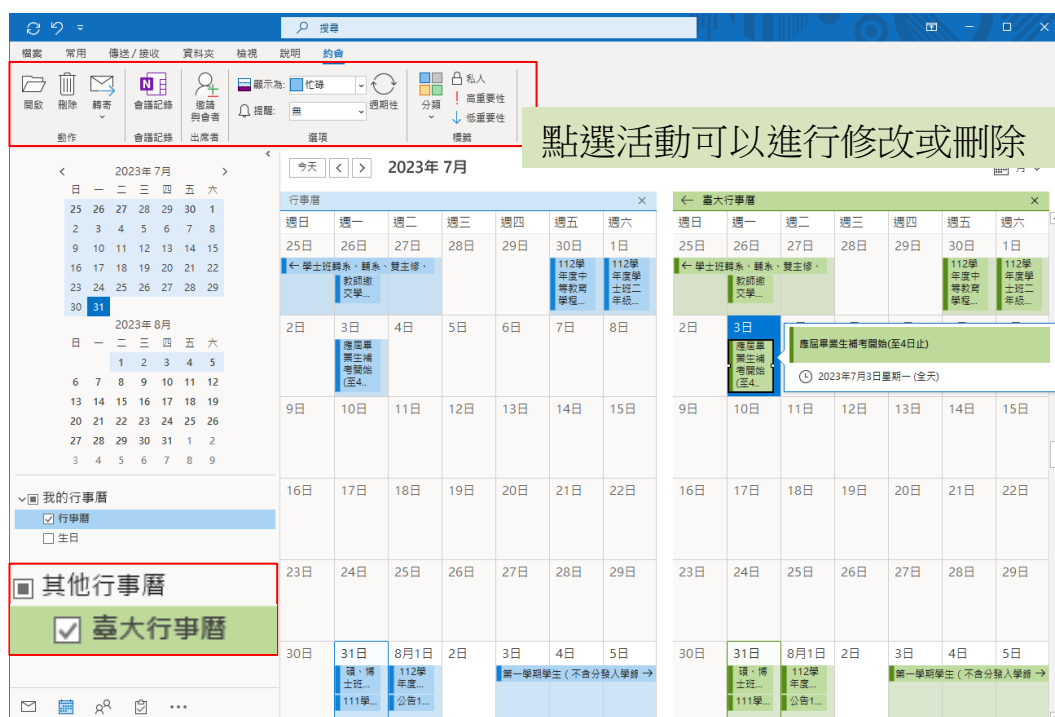 搜尋
檔案 常用 傳送 / 接收 資料夾 檢視 說明 約會
開啟 刪除 轉寄 會議記錄 邀請與會者 顯示為: 忙碌 提醒: 無 週期性 分類 私人 高重要性 低重要性
動作 會議記錄 出席者 選項 標籤
點選活動可以進行修改或刪除
2023年 7月
日 一 二 三 四 五 六
25 26 27 28 29 30 1
2 3 4 5 6 7 8
9 10 11 12 13 14 15
16 17 18 19 20 21 22
23 24 25 26 27 28 29
30 31
2023年 8月
日 一 二 三 四 五 六
1 2 3 4 5
6 7 8 9 10 11 12
13 14 15 16 17 18 19
20 21 22 23 24 25 26
27 28 29 30 31 1 2
3 4 5 6 7 8 9
我的行事曆
行事曆
生日
其他行事曆
臺大行事曆
今天 2023年 7月 月
行事曆
週日 週一 週二 週三 週四 週五 週六
25日 26日 27日 28日 29日 30日 1日
← 學士班轉系、輔系、雙主修、
教師繳交學...
112學年度中等教育學程...
112學年度學士班二年級...
2日 3日 4日 5日 6日 7日 8日
應屆畢業生補考開始(至4..
9日 10日 11日 12日 13日 14日 15日
16日 17日 18日 19日 20日 21日 22日
23日 24日 25日 26日 27日 28日 29日
30日 31日 8月1日 2日 3日 4日 5日
碩、博士班...
112學年度...
第一學期學生 ( 不含分發入學錄 →
111學...
公告1...
← 臺大行事曆
週日 週一 週二 週三 週四 週五 週六
25日 26日 27日 28日 29日 30日 1日
← 學士班轉系、輔系、雙主修、
教師繳交學...
112學年度中等教育學程...
112學年度學士班二年級...
2日 3日
應屆畢業生補考開始(至4..
應屆畢業生補考開始(至4日止)
2023年7月3日星期一 (全天)
9日 10日 11日 12日 13日 14日 15日
16日 17日 18日 19日 20日 21日 22日
23日 24日 25日 26日 27日 28日 29日
30日 31日 8月1日 2日 3日 4日 5日
碩、博士班...
112學年度...
第一學期學生 ( 不含分發入學錄 →
111學...
公告1...